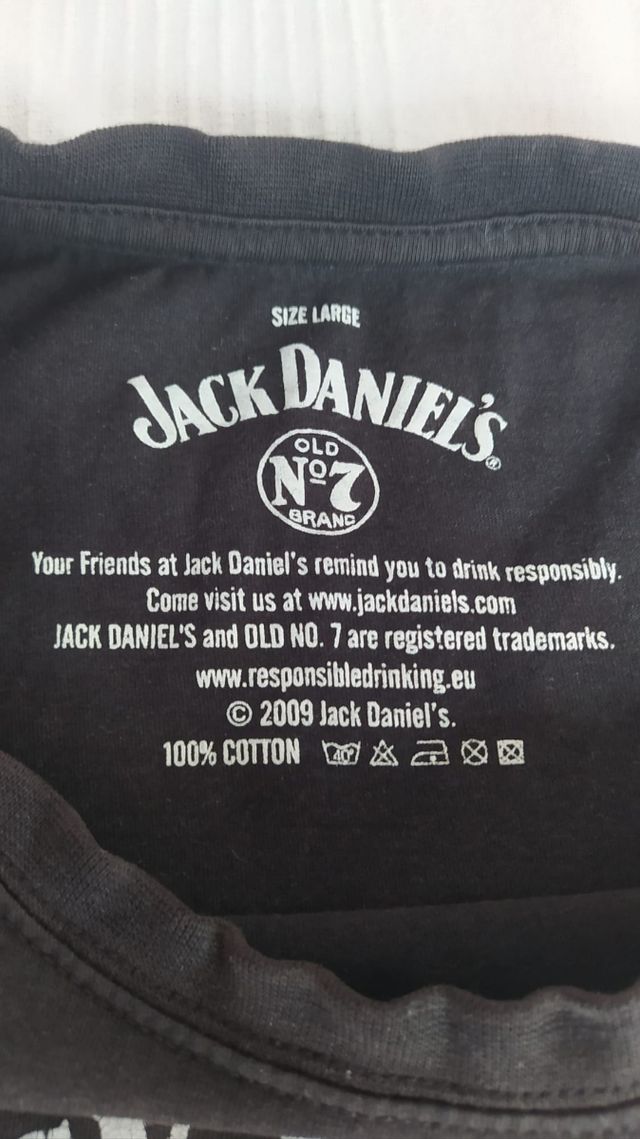 SIZE LARGE
JACK DANIEL'S®
OLD
Nº7
BRAND
Your Friends at Jack Daniel's remind you to drink responsibly.
Come visit us at www.jackdaniels.com
JACK DANIEL'S and OLD NO. 7 are registered trademarks.
www.responsibledrinking.eu
© 2009 Jack Daniel's.
100% COTTON 40°